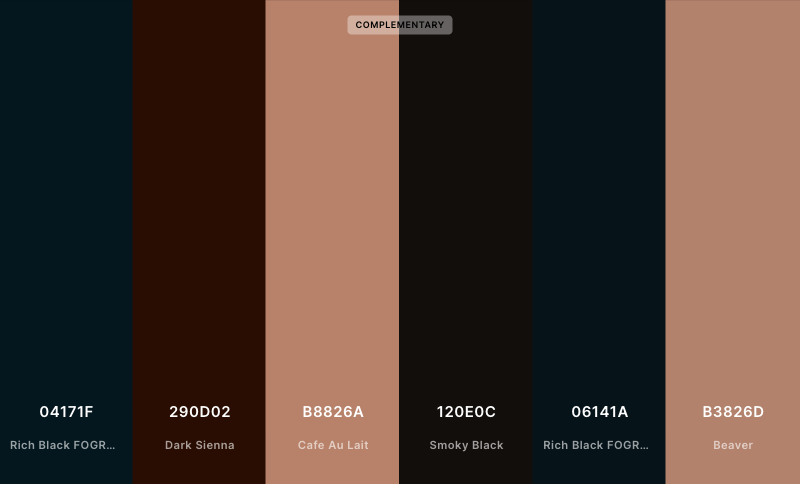 COMPLEMENTARY
04171F
290D02
B8826A
120E0C
06141A
B3826D
Rich Black FOGR...
Dark Sienna
Cafe Au Lait
Smoky Black
Rich Black FOGR...
Beaver